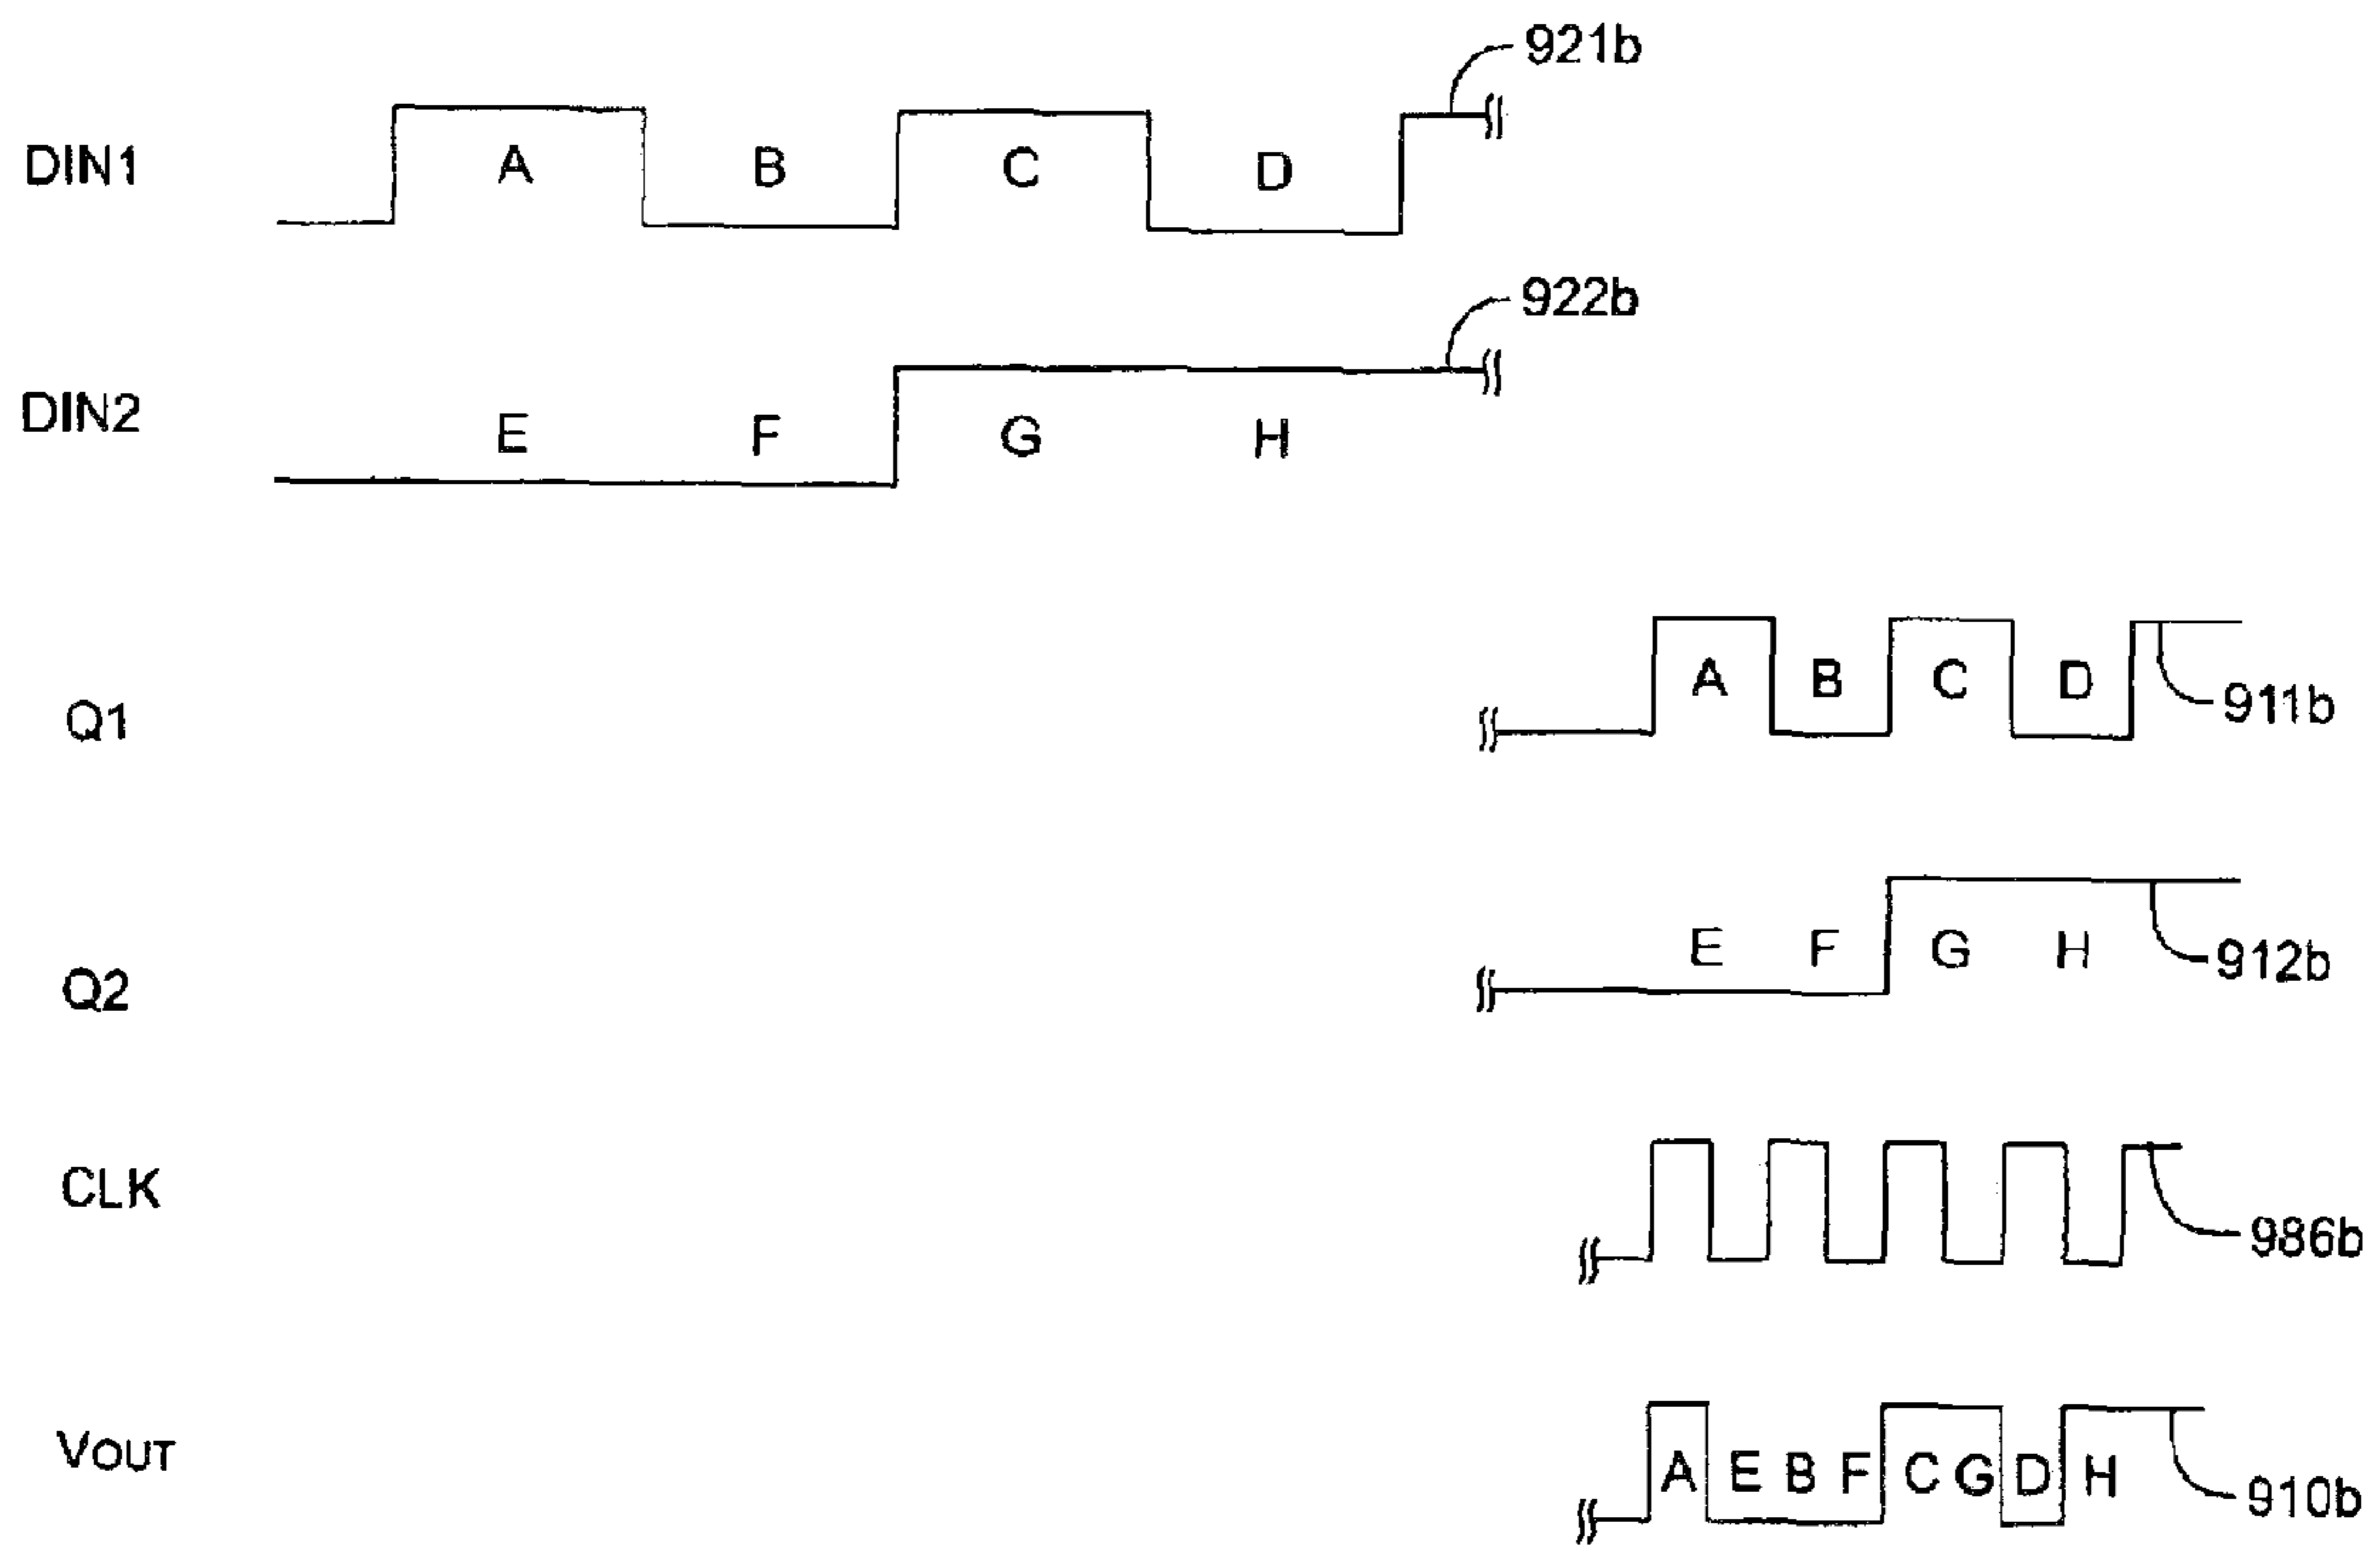 921b
DIN1 A B C D
922b
DIN2 E F G H
Q1 A B C D 911b
Q2 E F G H 912b
CLK 986b
VOUT A E B F C G D H 910b